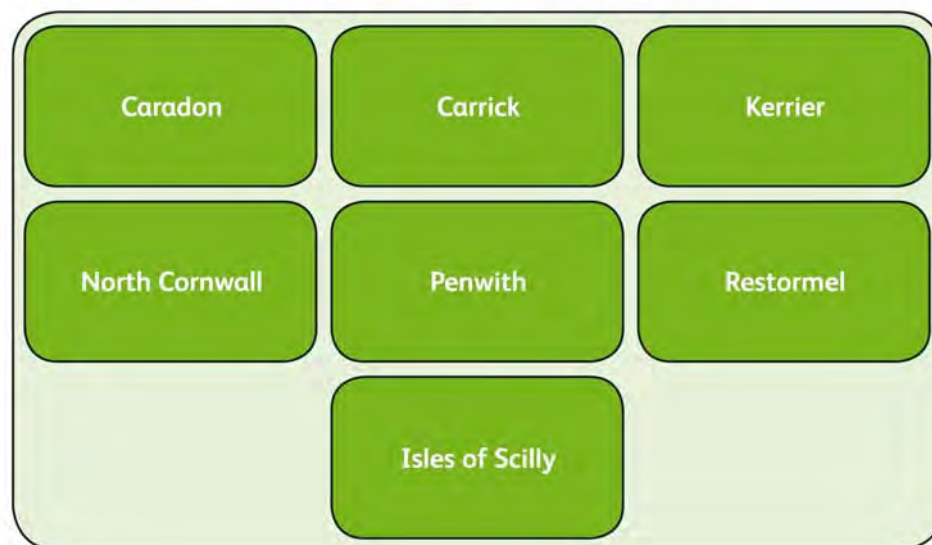 Caradon
Carrick
Kerrier
North Cornwall
Penwith
Restormel
Isles of Scilly